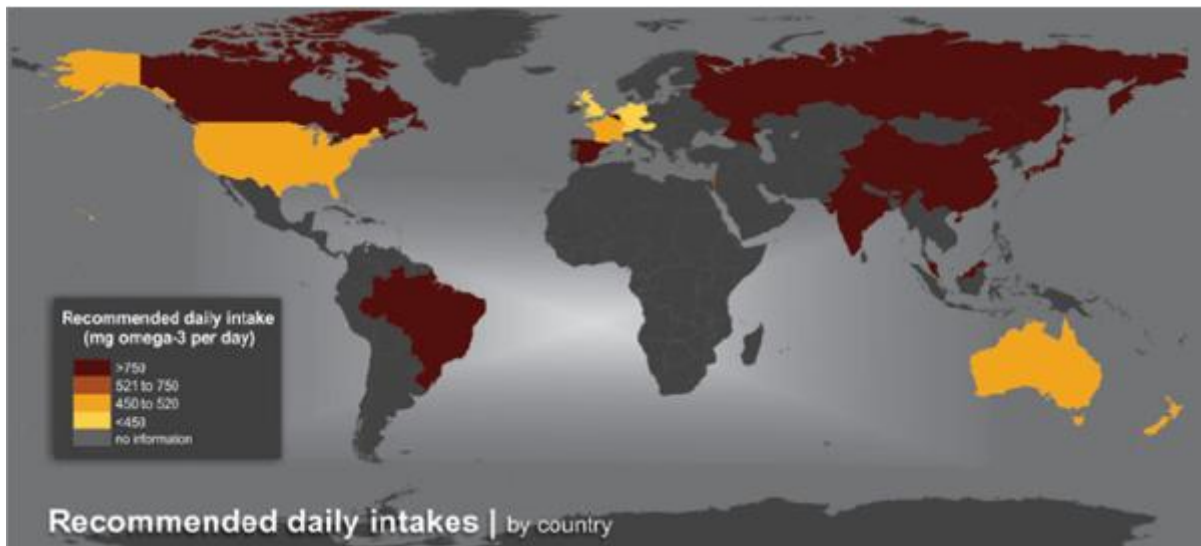 Recommended daily intake
(mg omega-3 per day)
>750
521 to 750
450 to 520
<450
no information
Recommended daily intakes | by country